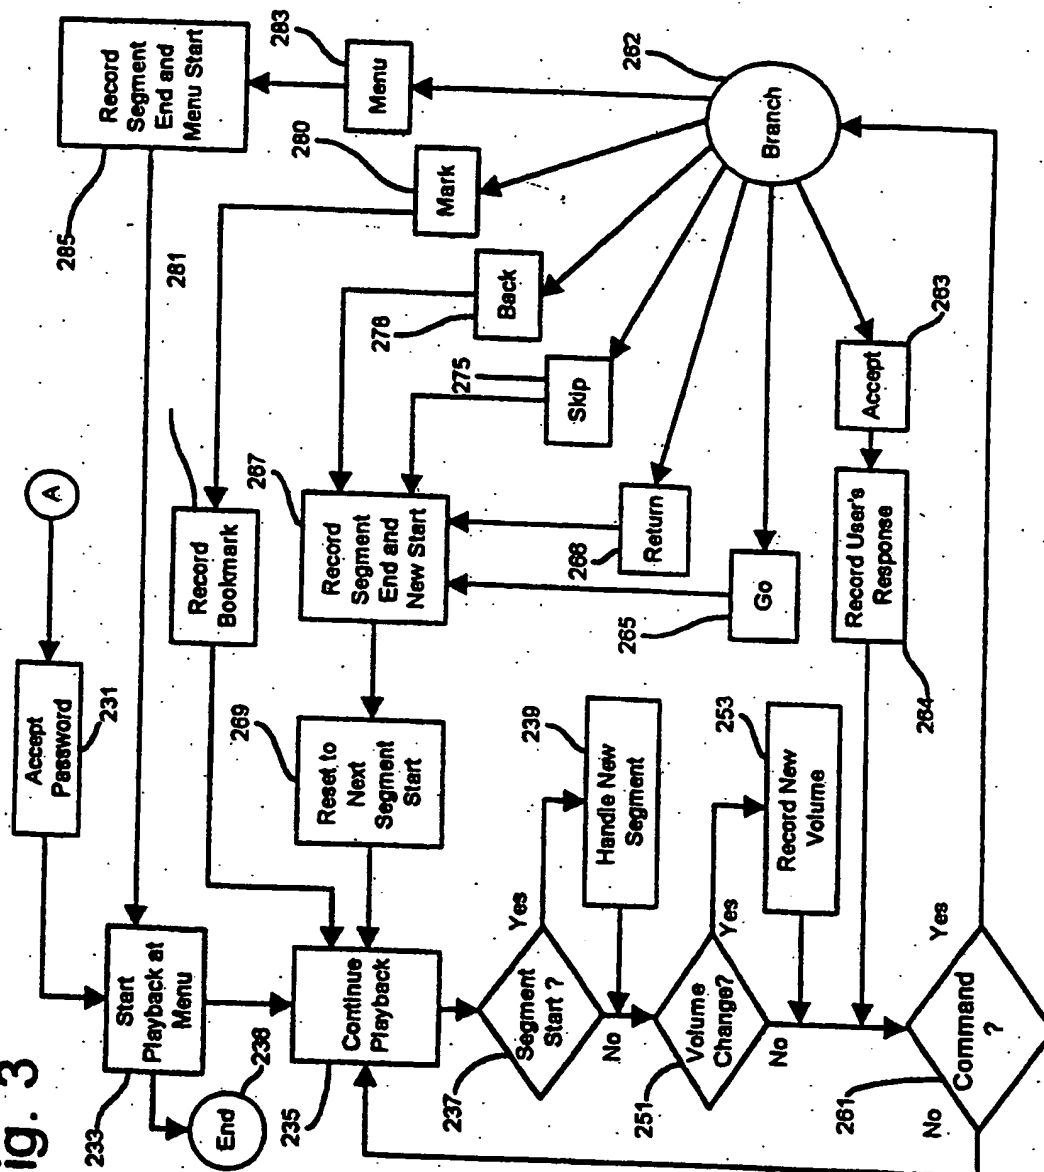 ig. 3
A
Accept
Password
231
Start
Playback at
Menu
233
End
236
Record
Segment
End and
Menu Start
285
Menu
283
Mark
280
281
Record
Bookmark
Back
278
Skip
275
Record
Segment
End and
New Start
267
Return
268
Go
265
Reset to
Next
Segment
Start
269
Continue
Playback
235
Segment
Start ?
237
Yes
No
Handle New
Segment
239
Volume
Change?
251
Yes
No
Record New
Volume
253
Command
?
261
Yes
No
Branch
262
Accept
263
Record User's
Response
264